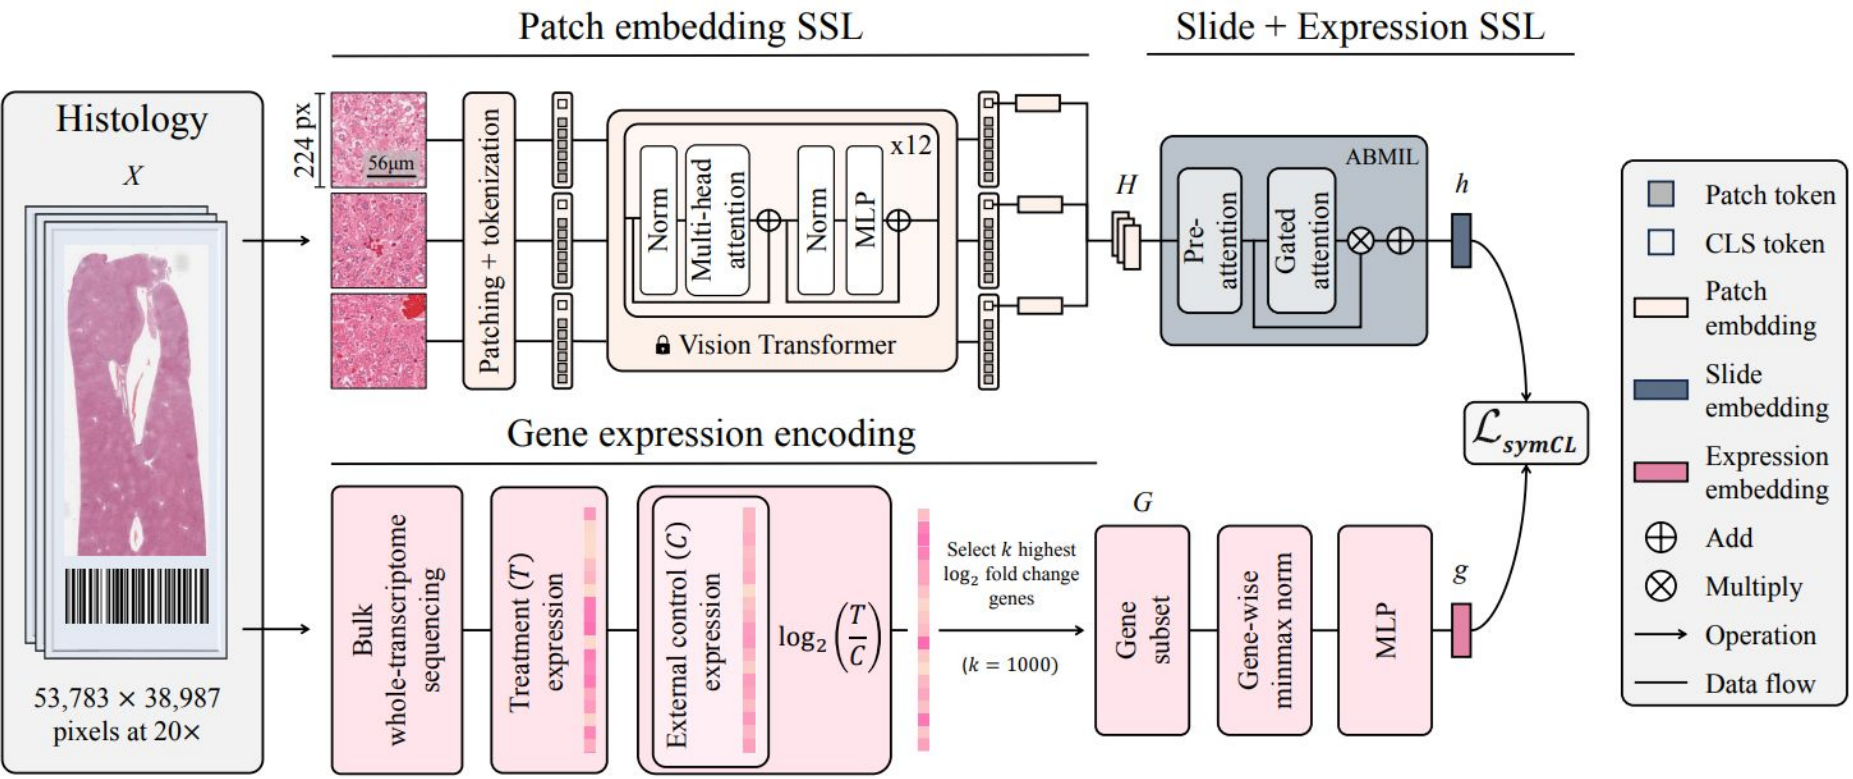 Patch embedding SSL
Slide + Expression SSL
Histology
X
53,783 × 38,987
pixels at 20×
224 px
56μm
Patching + tokenization
Norm
Multi-head
attention
Norm
MLP
x12
Vision Transformer
H
ABMIL
Pre-
attention
Gated
attention
h
ℒsymCL
Gene expression encoding
Bulk
whole-transcriptome
sequencing
Treatment (T)
expression
External control (C)
expression
log₂(T/C)
Select k highest
log₂ fold change
genes
(k = 1000)
G
Gene
subset
Gene-wise
minmax norm
MLP
g
Patch token
CLS token
Patch
embdding
Slide
embedding
Expression
embedding
Add
Multiply
Operation
Data flow